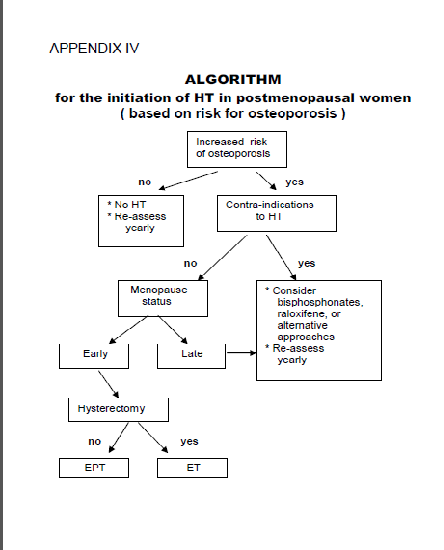 APPENDIX IV
ALGORITHM
for the initiation of HT in postmenopausal women
( based on risk for osteoporosis )
Increased risk
of osteoporosis
no
yes
* No HT
* Re-assess
yearly
Contra-indications
to HT
no
yes
Menopause
status
* Consider
bisphosphonates,
raloxifene, or
alternative
approaches
* Re-assess
yearly
Early
Late
Hysterectomy
no
yes
EPT
ET